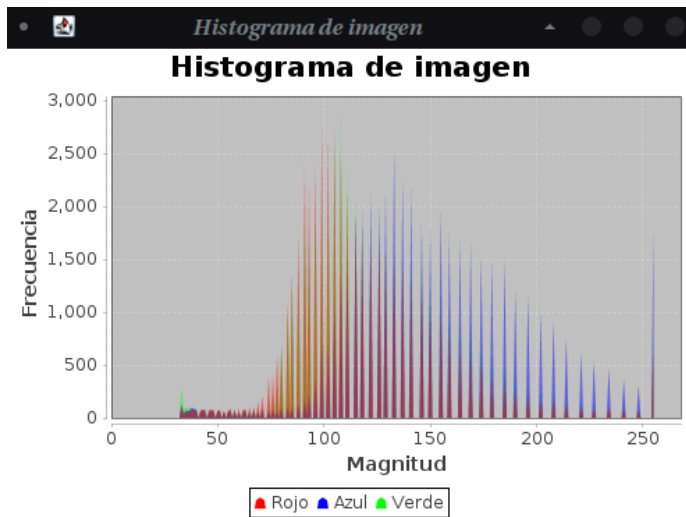 Histograma de imagen
Histograma de imagen
3,000
2,500
2,000
1,500
1,000
500
0
Frecuencia
0 50 100 150 200 250
Magnitud
Rojo Azul Verde